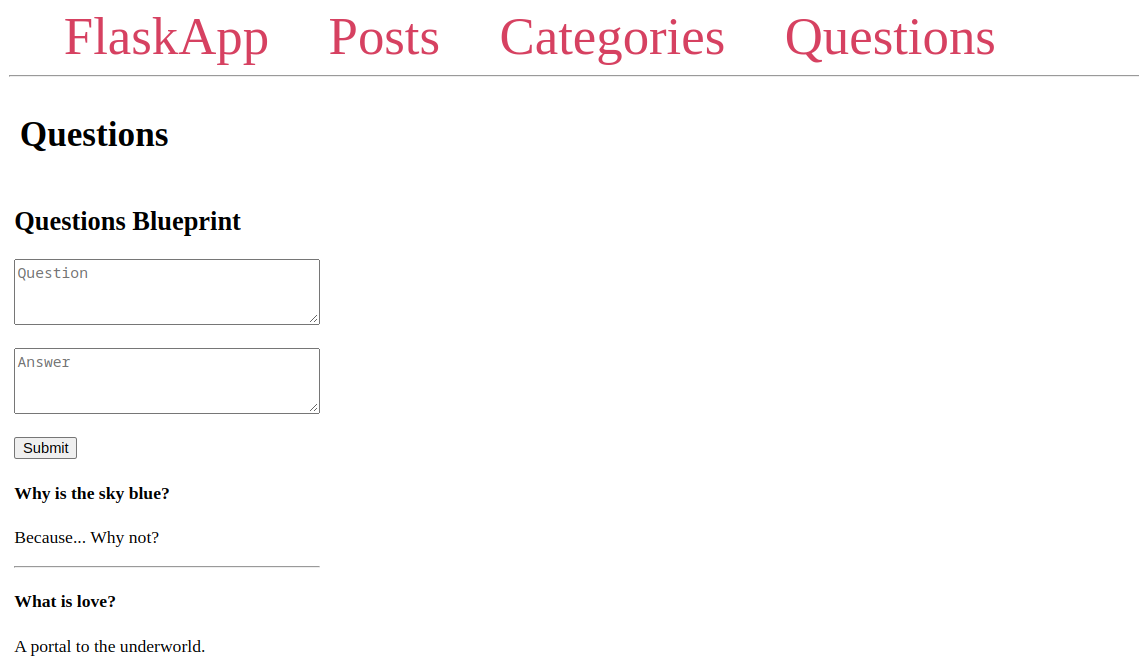 FlaskApp Posts Categories Questions
Questions
Questions Blueprint
Question
Answer
Submit
Why is the sky blue?
Because... Why not?
What is love?
A portal to the underworld.